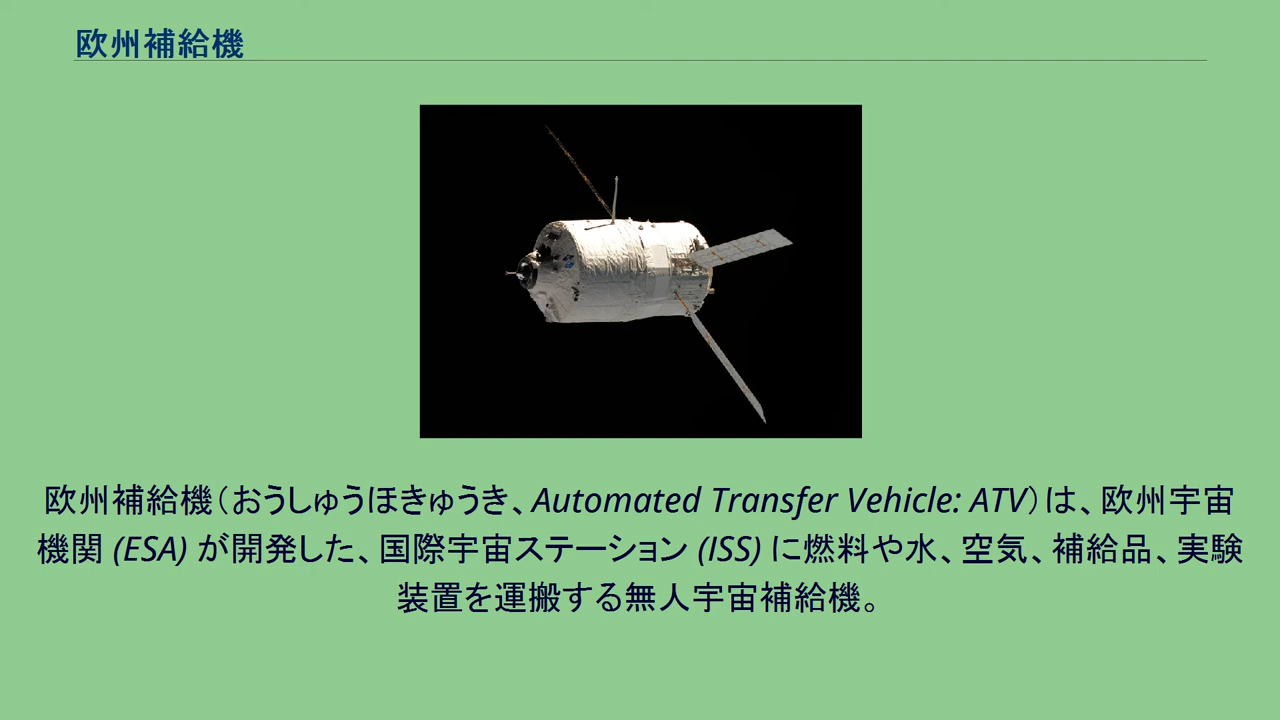 欧州補給機
欧州補給機（おうしゅうほきゅうき、Automated Transfer Vehicle: ATV）は、欧州宇宙
機関 (ESA) が開発した、国際宇宙ステーション (ISS) に燃料や水、空気、補給品、実験
装置を運搬する無人宇宙補給機。